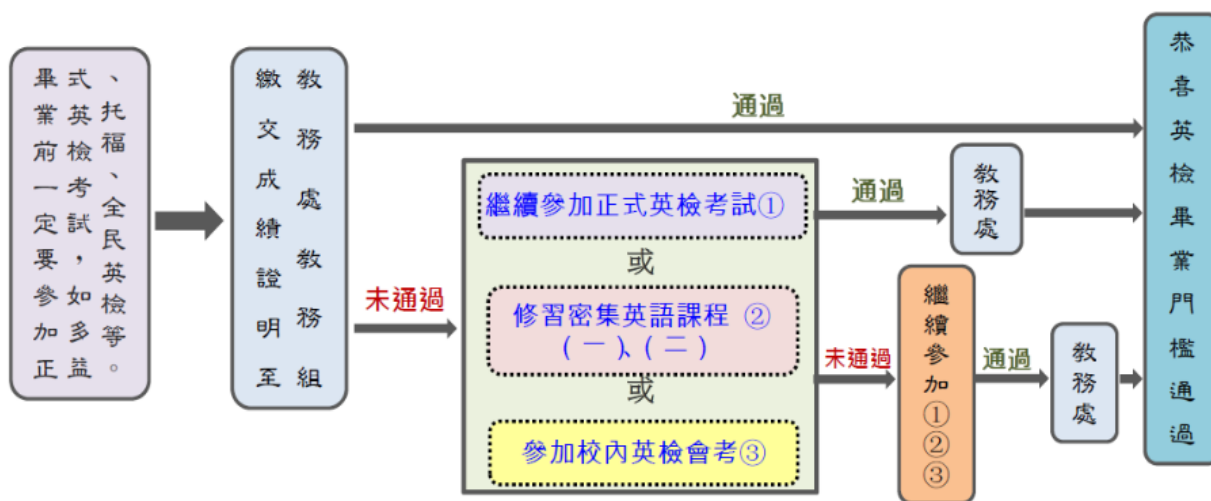 畢業前一定要參加正
式英檢考試，如多益
、托福、全民英檢等。
繳交成績證明至
教務處教務組
通過
未通過
繼續參加正式英檢考試①
或
修習密集英語課程 ②
(一)、(二)
或
參加校內英檢會考③
通過
教務處
未通過
繼續參加①②③
通過
教務處
恭喜英檢畢業門檻通過